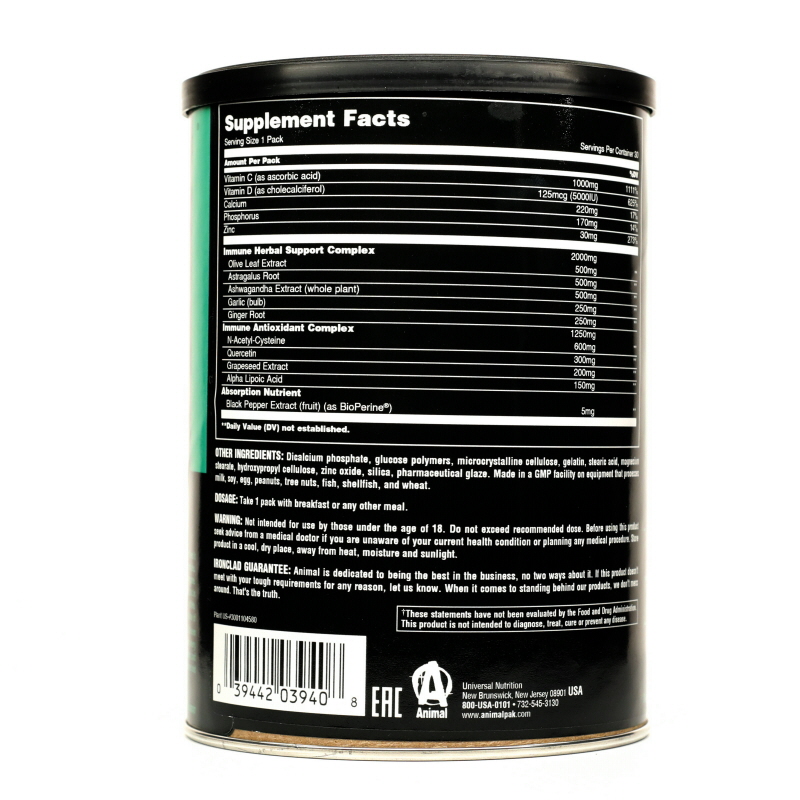 Supplement Facts
Serving Size 1 Pack
Servings Per Container 30
Amount Per Pack %DV
Vitamin C (as ascorbic acid) 1000mg 1111%
Vitamin D (as cholecalciferol) 125mcg (5000IU) 625%
Calcium 220mg 17%
Phosphorus 170mg 14%
Zinc 30mg 273%
Immune Herbal Support Complex 2000mg
Olive Leaf Extract 500mg **
Astragalus Root 500mg **
Ashwagandha Extract (whole plant) 500mg **
Garlic (bulb) 250mg **
Ginger Root 250mg **
Immune Antioxidant Complex 1250mg
N-Acetyl-Cysteine 600mg **
Quercetin 300mg **
Grapeseed Extract 200mg **
Alpha Lipoic Acid 150mg **
Absorption Nutrient
Black Pepper Extract (fruit) (as BioPerine®) 5mg **
**Daily Value (DV) not established.
OTHER INGREDIENTS: Dicalcium phosphate, glucose polymers, microcrystalline cellulose, gelatin, stearic acid, magnesium
stearate, hydroxypropyl cellulose, zinc oxide, silica, pharmaceutical glaze. Made in a GMP facility on equipment that processes
milk, soy, egg, peanuts, tree nuts, fish, shellfish, and wheat.
DOSAGE: Take 1 pack with breakfast or any other meal.
WARNING: Not intended for use by those under the age of 18. Do not exceed recommended dose. Before using this product
seek advice from a medical doctor if you are unaware of your current health condition or planning any medical procedure. Store
product in a cool, dry place, away from heat, moisture and sunlight.
IRONCLAD GUARANTEE: Animal is dedicated to being the best in the business, no two ways about it. If this product doesn't
meet with your tough requirements for any reason, let us know. When it comes to standing behind our products, we don't mess
around. That's the truth.
†These statements have not been evaluated by the Food and Drug Administration.
This product is not intended to diagnose, treat, cure or prevent any disease.
0 39442 03940 8
EAC
A
Animal
Universal Nutrition
New Brunswick, New Jersey 08901 USA
800-USA-0101 • 732-545-3130
www.animalpak.com